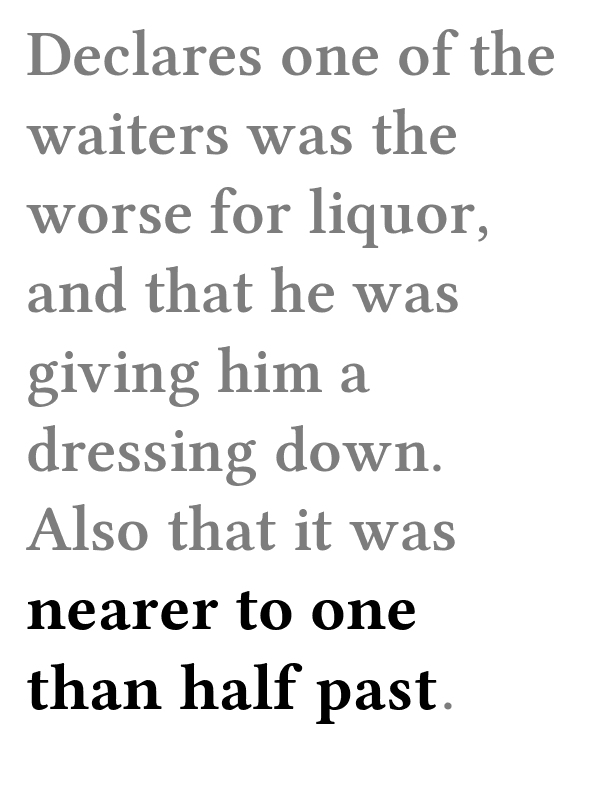 Declares one of the
waiters was the
worse for liquor,
and that he was
giving him a
dressing down.
Also that it was
nearer to one
than half past.